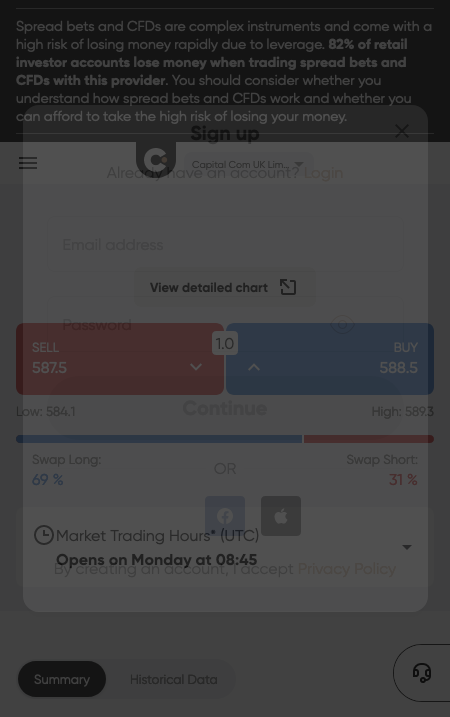 Spread bets and CFDs are complex instruments and come with a
high risk of losing money rapidly due to leverage. 82% of retail
investor accounts lose money when trading spread bets and
CFDs with this provider. You should consider whether you
understand how spread bets and CFDs work and whether you
can afford to take the high risk of losing your money.
Sign up
Capital Com UK Lim...
Already have an account? Login
Email address
View detailed chart
Password
1.0
SELL
BUY
587.5
588.5
Low: 584.1
High: 589.3
Continue
Swap Long:
Swap Short:
69 %
31 %
OR
Market Trading Hours* (UTC)
Opens on Monday at 08:45
By creating an account, I accept Privacy Policy
Summary
Historical Data